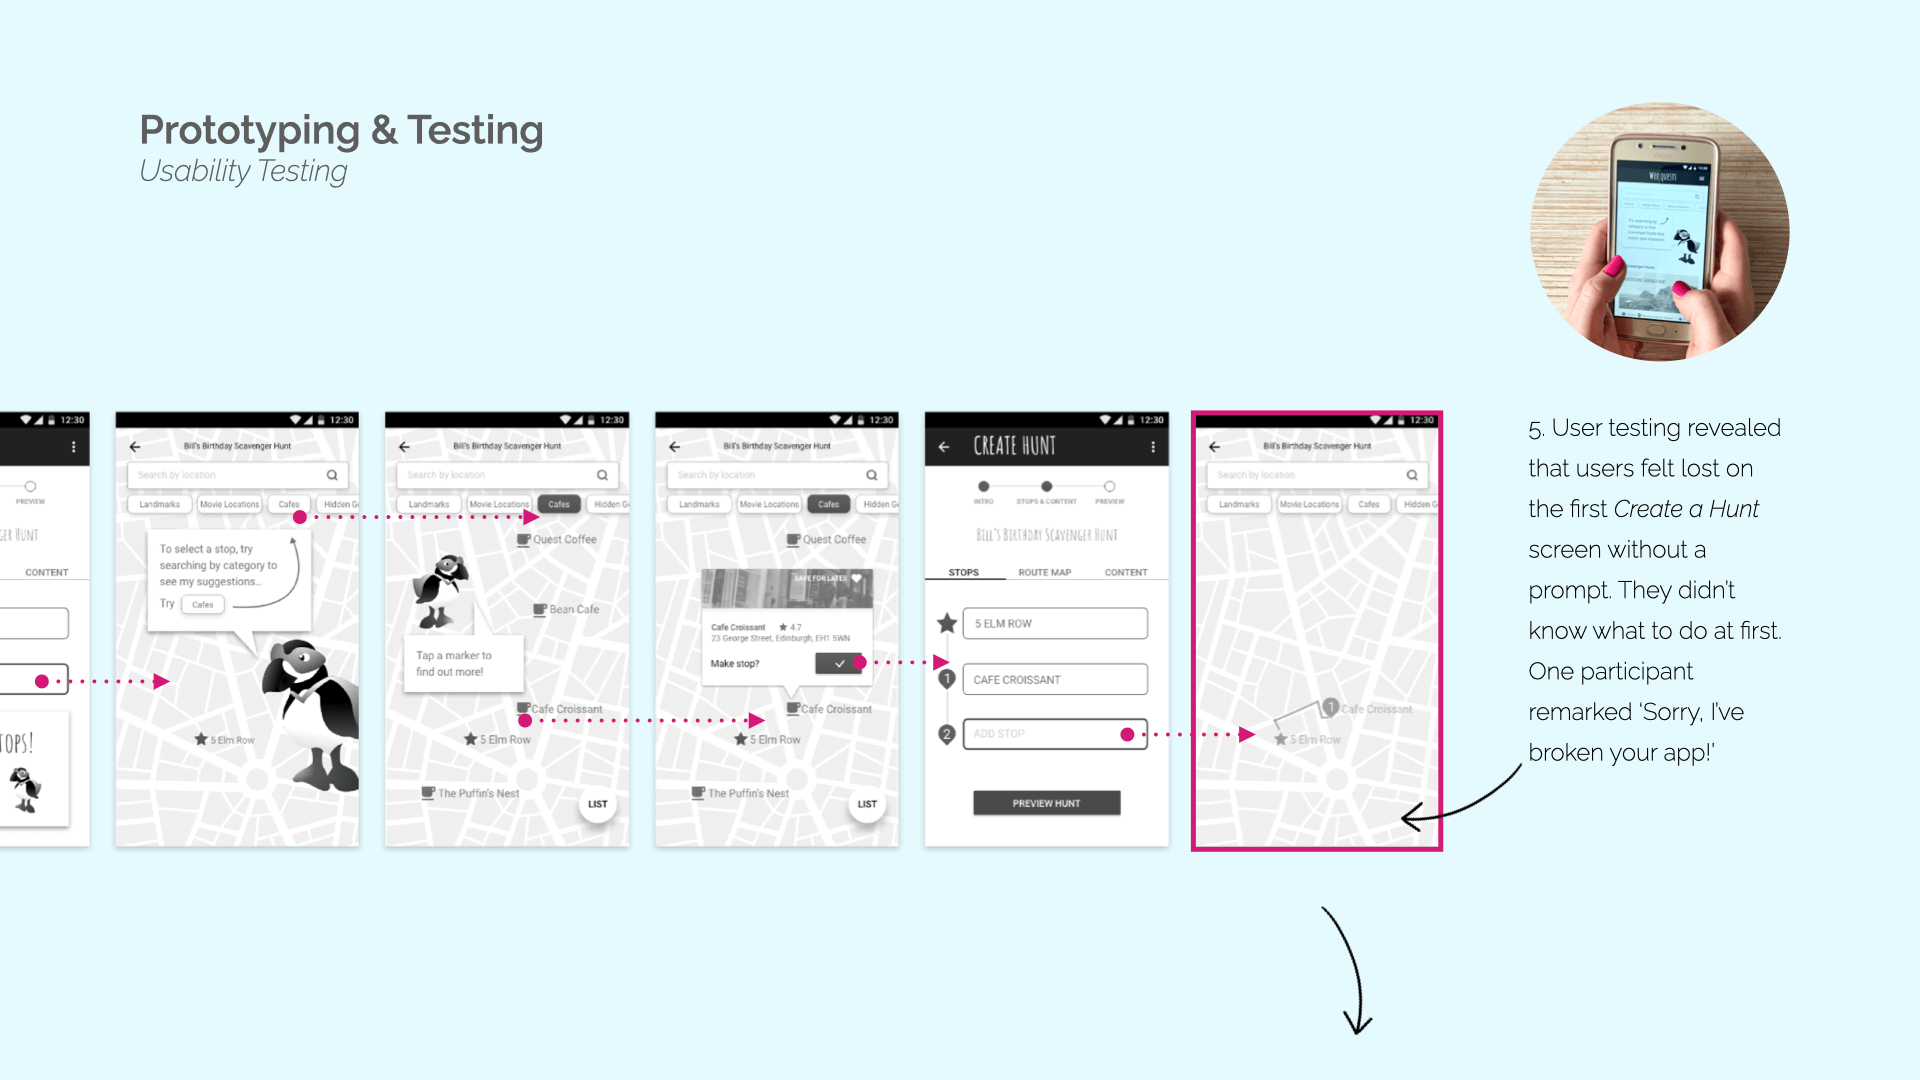 Prototyping & Testing
Usability Testing
WEE QUESTS
12:30
PREVIEW
GER HUNT
CONTENT
TOPS!
12:30
Bill's Birthday Scavenger Hunt
Search by location
Landmarks
Movie Locations
Cafes
Hidden Ge
To select a stop, try
searching by category to
see my suggestions...
Try Cafes
5 Elm Row
12:30
Bill's Birthday Scavenger Hunt
Search by location
Landmarks
Movie Locations
Cafes
Hidden Ge
Quest Coffee
Bean Cafe
Tap a marker to
find out more!
Cafe Croissant
5 Elm Row
The Puffin's Nest
LIST
12:30
Bill's Birthday Scavenger Hunt
Search by location
Landmarks
Movie Locations
Cafes
Hidden Ge
Quest Coffee
SAVE FOR LATER
Cafe Croissant 4.7
23 George Street, Edinburgh, EH1 5WN
Make stop?
Cafe Croissant
5 Elm Row
The Puffin's Nest
LIST
12:30
CREATE HUNT
INTRO
STOPS & CONTENT
PREVIEW
BILL'S BIRTHDAY SCAVENGER HUNT
STOPS
ROUTE MAP
CONTENT
5 ELM ROW
1
CAFE CROISSANT
2
ADD STOP
PREVIEW HUNT
12:30
Bill's Birthday Scavenger Hunt
Search by location
Landmarks
Movie Locations
Cafes
Hidden Ge
1
Cafe Croissant
5 Elm Row
5. User testing revealed
that users felt lost on
the first Create a Hunt
screen without a
prompt. They didn't
know what to do at first.
One participant
remarked 'Sorry, I've
broken your app!'